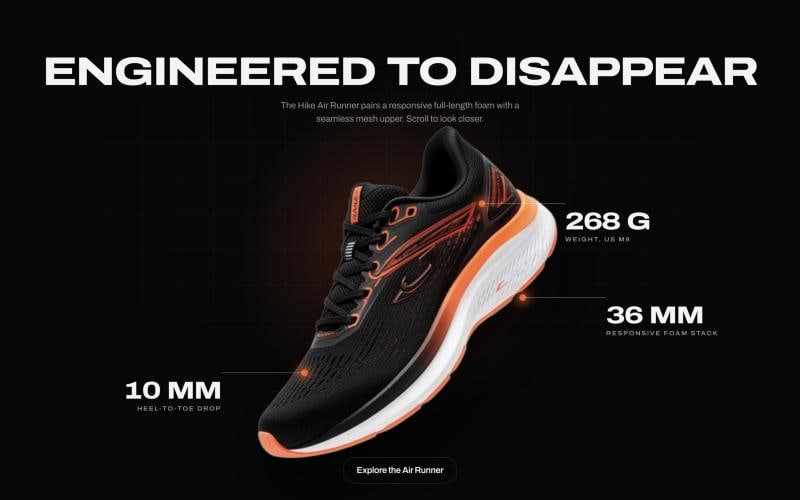 ENGINEERED TO DISAPPEAR
The Hike Air Runner pairs a responsive full-length foam with a
seamless mesh upper. Scroll to look closer.
268 G
WEIGHT, US M9
36 MM
RESPONSIVE FOAM STACK
10 MM
HEEL-TO-TOE DROP
Explore the Air Runner